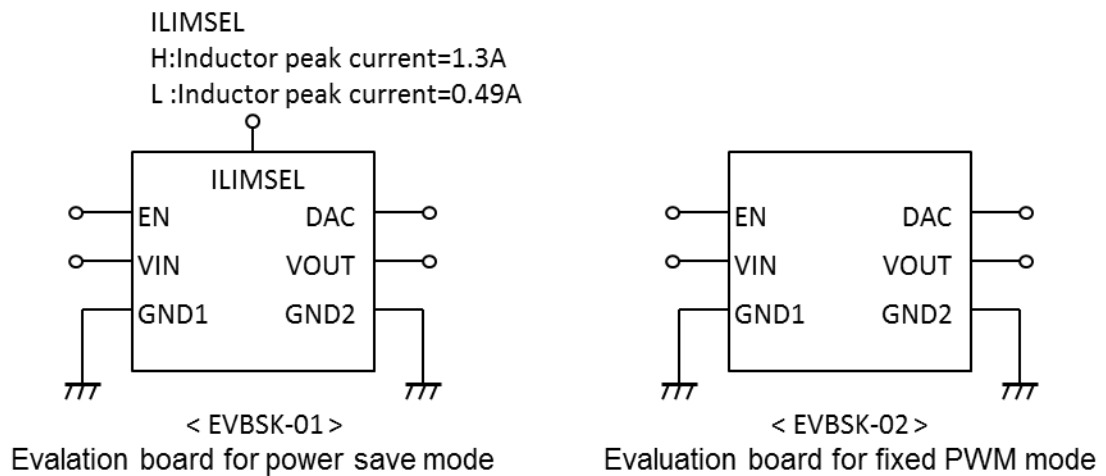 ILIMSEL
H:Inductor peak current=1.3A
L :Inductor peak current=0.49A
ILIMSEL
EN DAC
VIN VOUT
GND1 GND2
< EVBSK-01 >
Evalation board for power save mode
EN DAC
VIN VOUT
GND1 GND2
< EVBSK-02 >
Evaluation board for fixed PWM mode